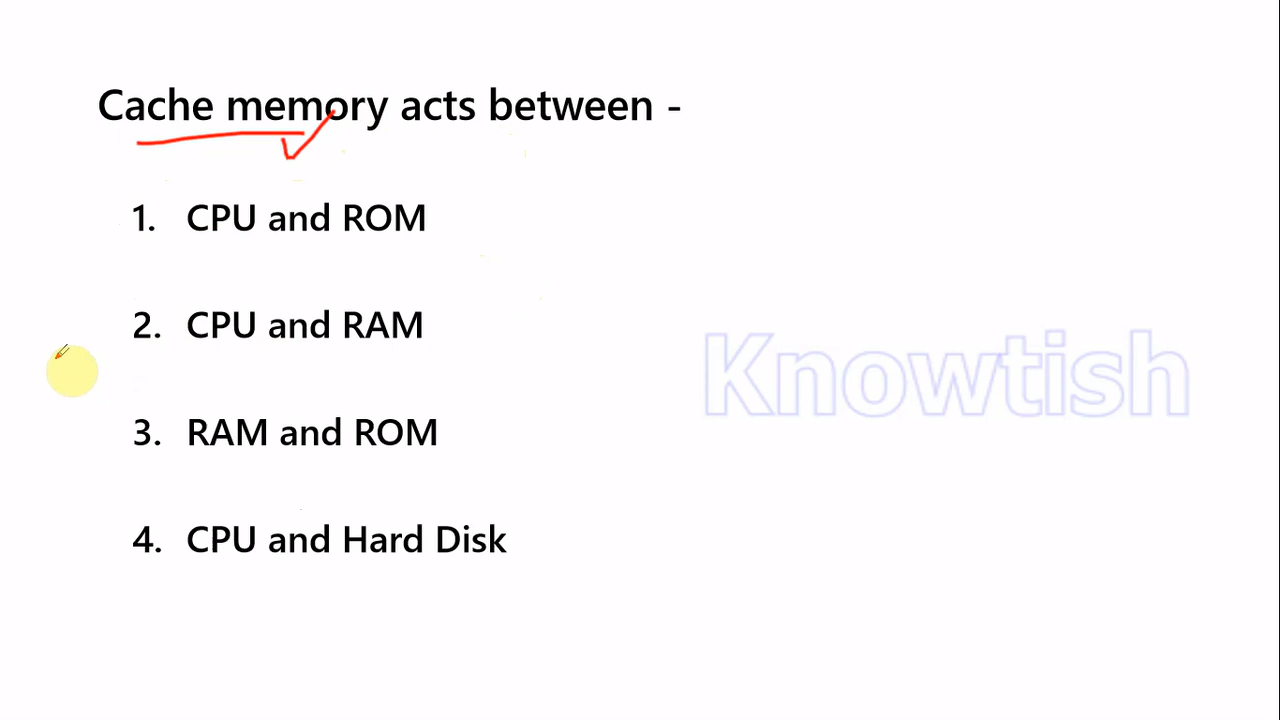 Cache memory acts between -
1. CPU and ROM
2. CPU and RAM
Knowtish
3. RAM and ROM
4. CPU and Hard Disk